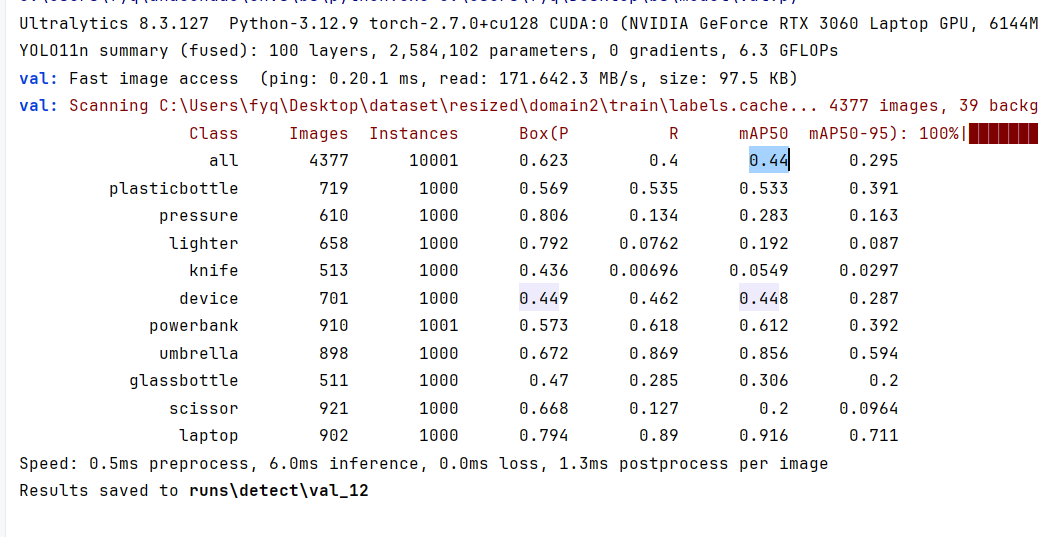 Ultralytics 8.3.127  Python-3.12.9 torch-2.7.0+cu128 CUDA:0 (NVIDIA GeForce RTX 3060 Laptop GPU, 6144M
YOLO11n summary (fused): 100 layers, 2,584,102 parameters, 0 gradients, 6.3 GFLOPs
val: Fast image access  (ping: 0.20.1 ms, read: 171.642.3 MB/s, size: 97.5 KB)
val: Scanning C:\Users\fyq\Desktop\dataset\resized\domain2\train\labels.cache... 4377 images, 39 backg
Class Images Instances Box(P R mAP50 mAP50-95): 100%|
all 4377 10001 0.623 0.4 0.44 0.295
plasticbottle 719 1000 0.569 0.535 0.533 0.391
pressure 610 1000 0.806 0.134 0.283 0.163
lighter 658 1000 0.792 0.0762 0.192 0.087
knife 513 1000 0.436 0.00696 0.0549 0.0297
device 701 1000 0.449 0.462 0.448 0.287
powerbank 910 1001 0.573 0.618 0.612 0.392
umbrella 898 1000 0.672 0.869 0.856 0.594
glassbottle 511 1000 0.47 0.285 0.306 0.2
scissor 921 1000 0.668 0.127 0.2 0.0964
laptop 902 1000 0.794 0.89 0.916 0.711
Speed: 0.5ms preprocess, 6.0ms inference, 0.0ms loss, 1.3ms postprocess per image
Results saved to runs\detect\val_12